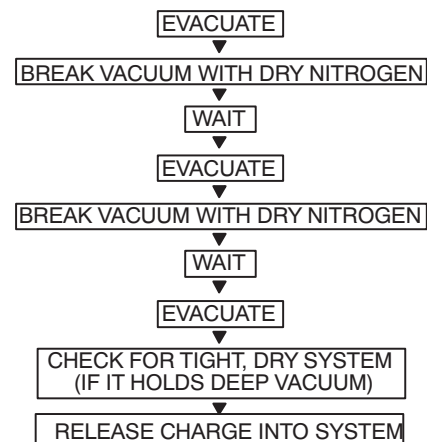 EVACUATE
BREAK VACUUM WITH DRY NITROGEN
WAIT
EVACUATE
BREAK VACUUM WITH DRY NITROGEN
WAIT
EVACUATE
CHECK FOR TIGHT, DRY SYSTEM
(IF IT HOLDS DEEP VACUUM)
RELEASE CHARGE INTO SYSTEM